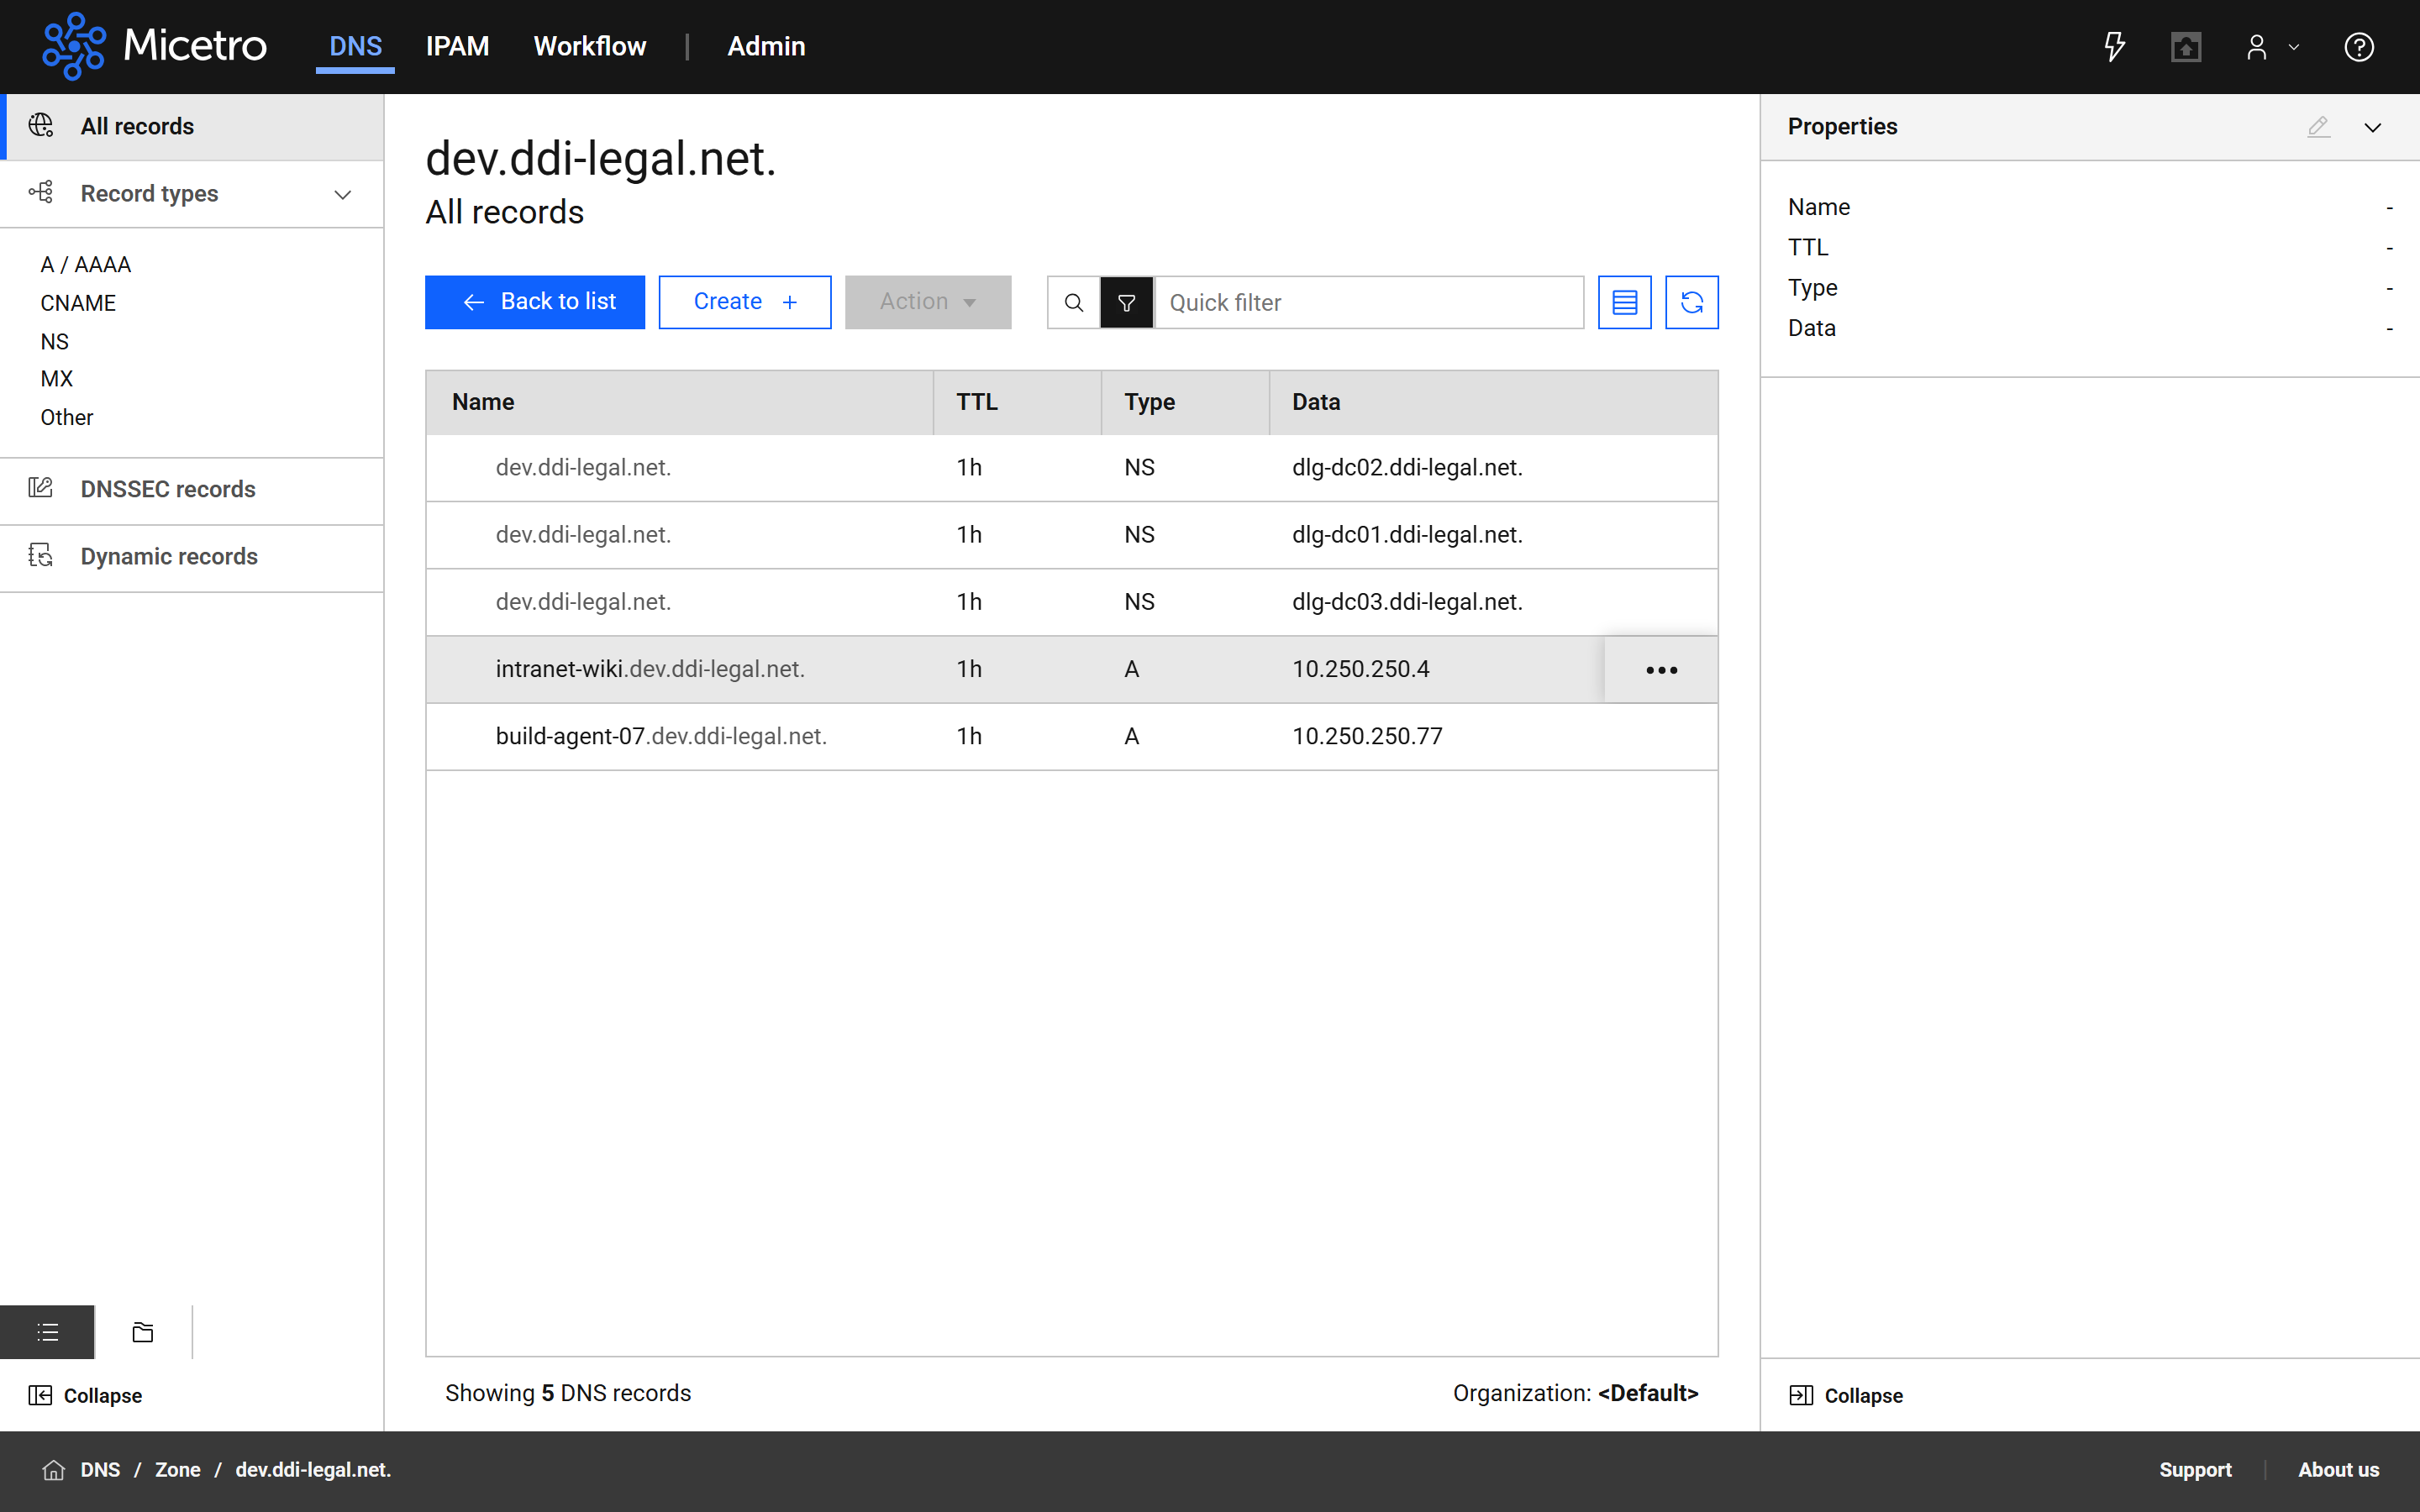 Micetro DNS IPAM Workflow | Admin
All records
Record types
A / AAAA
CNAME
NS
MX
Other
DNSSEC records
Dynamic records
Collapse
dev.ddi-legal.net.
All records
Back to list Create + Action Quick filter
Name TTL Type Data
dev.ddi-legal.net. 1h NS dlg-dc02.ddi-legal.net.
dev.ddi-legal.net. 1h NS dlg-dc01.ddi-legal.net.
dev.ddi-legal.net. 1h NS dlg-dc03.ddi-legal.net.
intranet-wiki.dev.ddi-legal.net. 1h A 10.250.250.4
build-agent-07.dev.ddi-legal.net. 1h A 10.250.250.77
Showing 5 DNS records Organization: <Default>
Properties
Name -
TTL -
Type -
Data -
Collapse
DNS / Zone / dev.ddi-legal.net. Support About us